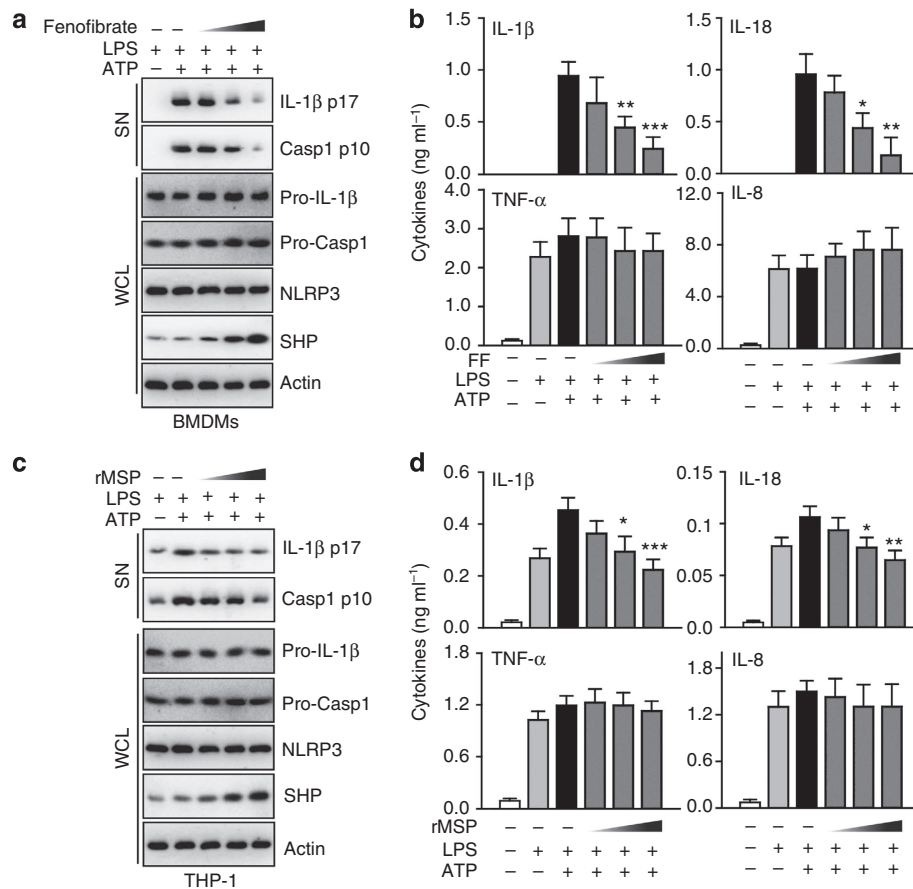 a
Fenofibrate − −
LPS + + + + +
ATP − + + + +
SN
IL-1β p17
Casp1 p10
WCL
Pro-IL-1β
Pro-Casp1
NLRP3
SHP
Actin
BMDMs
b
Cytokines (ng ml−1)
IL-1β
1.5
1.0
0.5
0.0
** ***
IL-18
1.5
1.0
0.5
0.0
* **
TNF-α
4.0
3.0
2.0
1.0
0.0
IL-8
12.0
8.0
4.0
0.0
FF − − − − − −
LPS − + + + + + − + + + + +
ATP − − + + + + − − + + + +
c
rMSP − −
LPS + + + + +
ATP − + + + +
SN
IL-1β p17
Casp1 p10
WCL
Pro-IL-1β
Pro-Casp1
NLRP3
SHP
Actin
THP-1
d
Cytokines (ng ml−1)
IL-1β
0.6
0.4
0.2
0.0
* ***
IL-18
0.15
0.1
0.05
0.0
* **
TNF-α
1.8
1.2
0.6
0.0
IL-8
1.8
1.2
0.6
0.0
rMSP − − − − − −
LPS − + + + + + − + + + + +
ATP − − + + + + − − + + + +